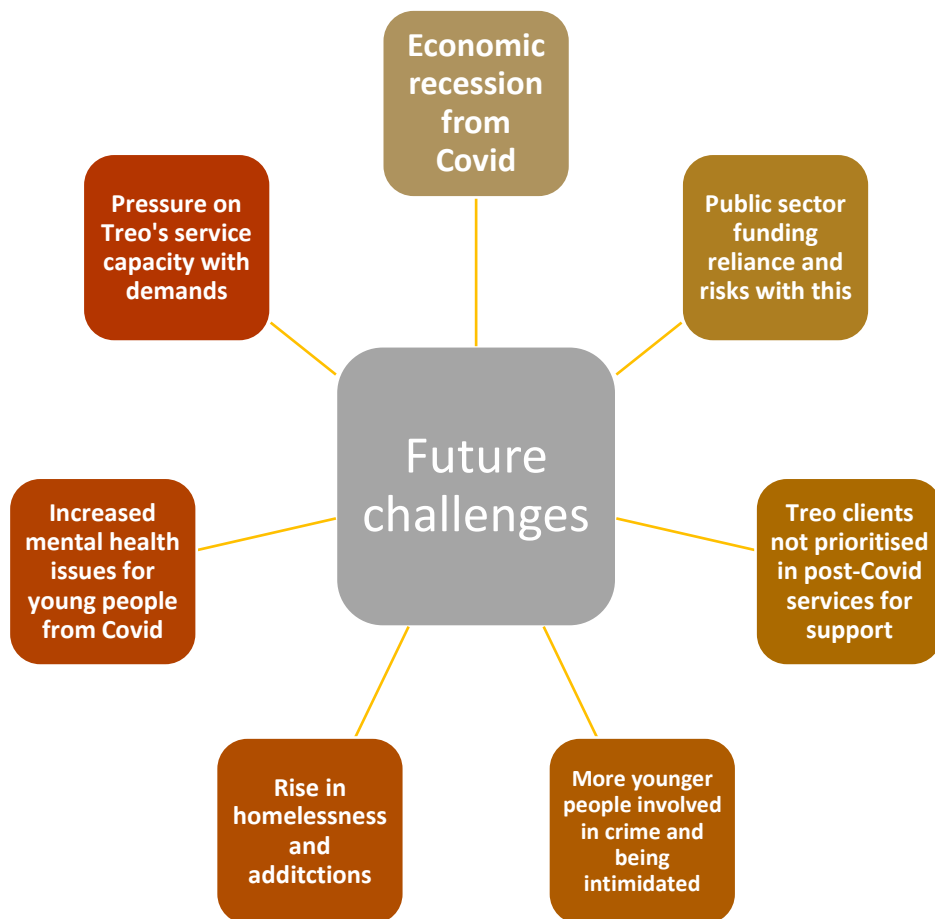 Economic
recession
from
Covid
Public sector
funding
reliance and
risks with this
Treo clients
not prioritised
in post-Covid
services for
support
More younger
people involved
in crime and
being
intimidated
Rise in
homelessness
and
additctions
Increased
mental health
issues for
young people
from Covid
Pressure on
Treo's service
capacity with
demands
Future
challenges